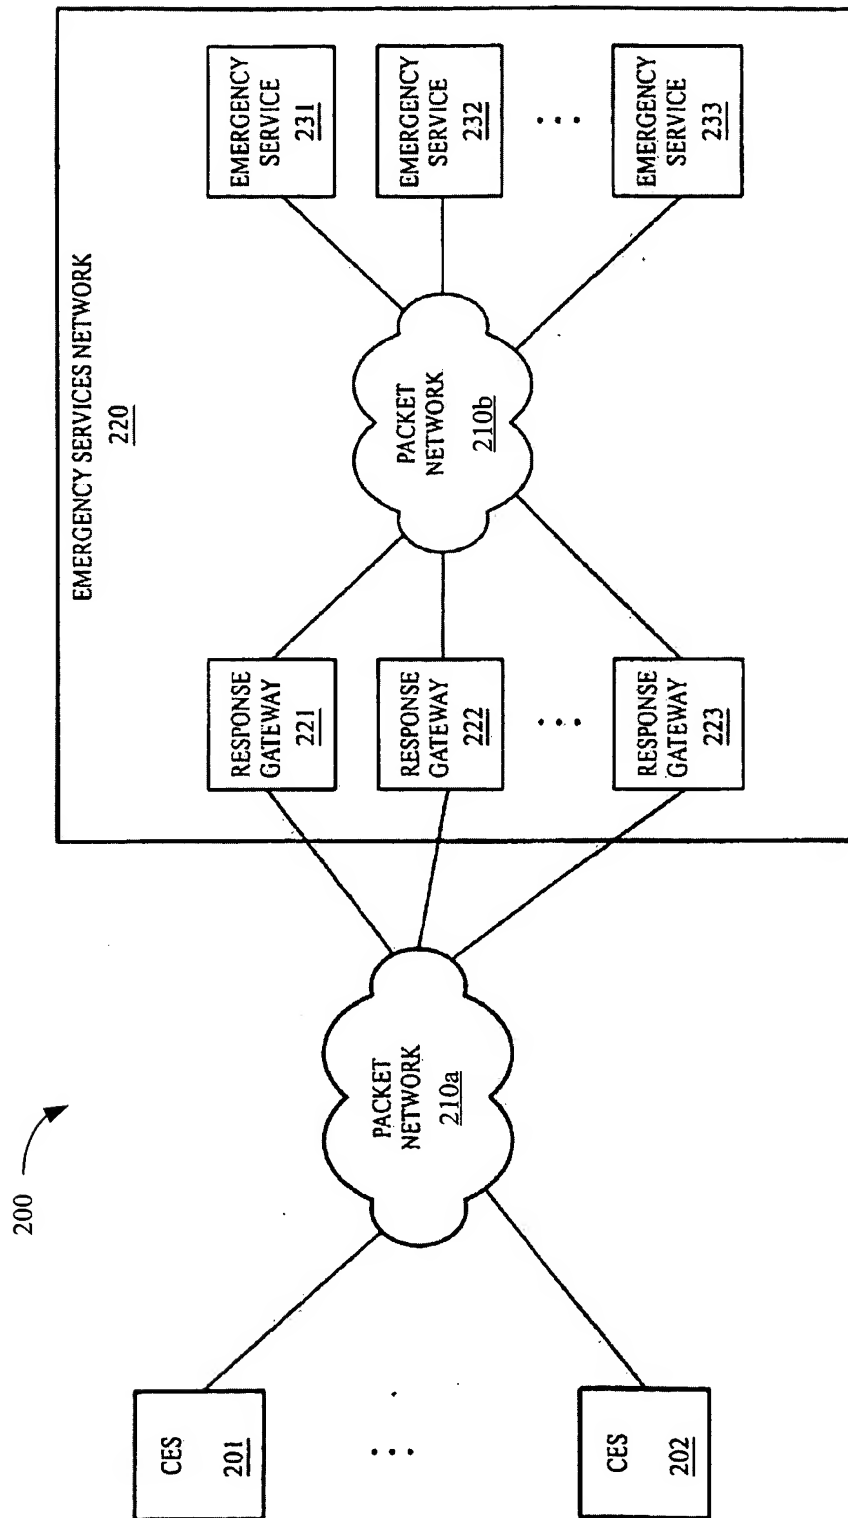 200
CES
201
CES
202
PACKET
NETWORK
210a
EMERGENCY SERVICES NETWORK
220
RESPONSE
GATEWAY
221
RESPONSE
GATEWAY
222
RESPONSE
GATEWAY
223
PACKET
NETWORK
210b
EMERGENCY
SERVICE
231
EMERGENCY
SERVICE
232
EMERGENCY
SERVICE
233